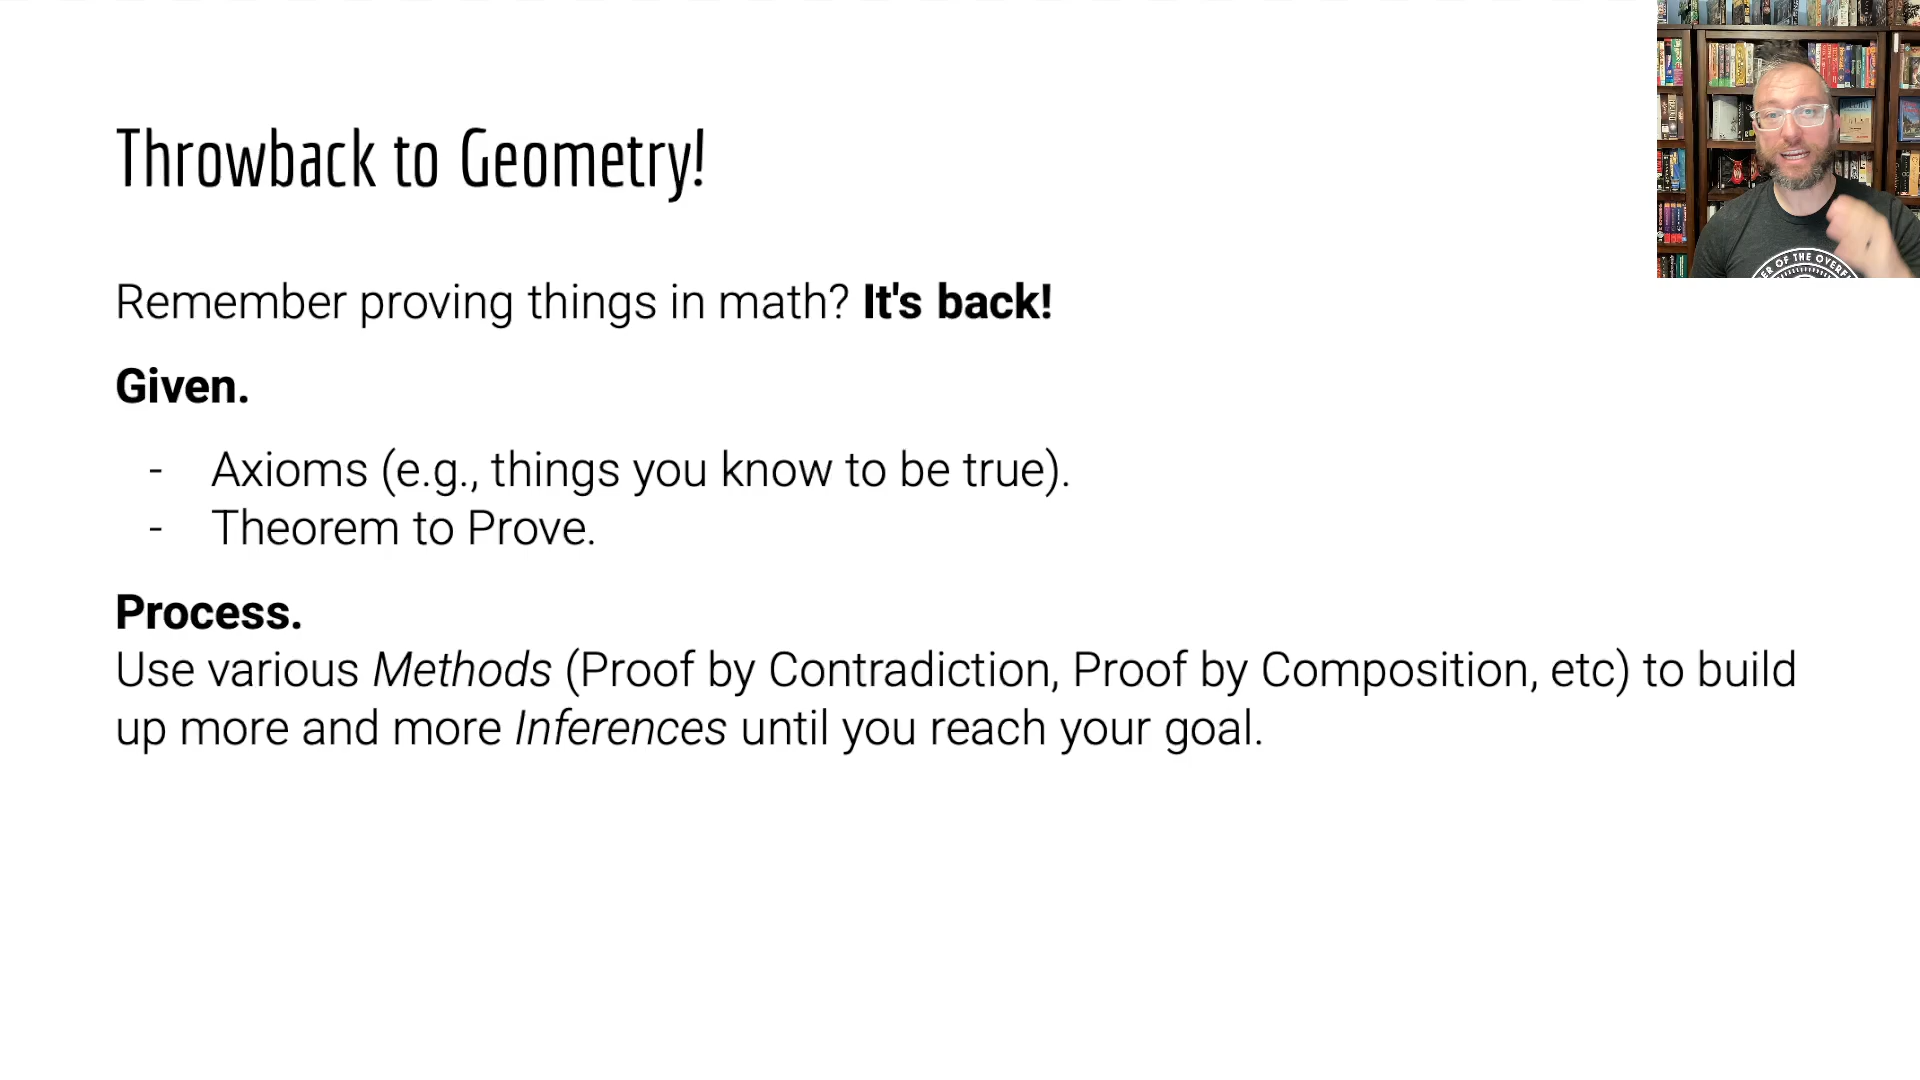 Throwback to Geometry!
Remember proving things in math? It's back!
Given.
- Axioms (e.g., things you know to be true).
- Theorem to Prove.
Process.
Use various Methods (Proof by Contradiction, Proof by Composition, etc) to build
up more and more Inferences until you reach your goal.
OF THE